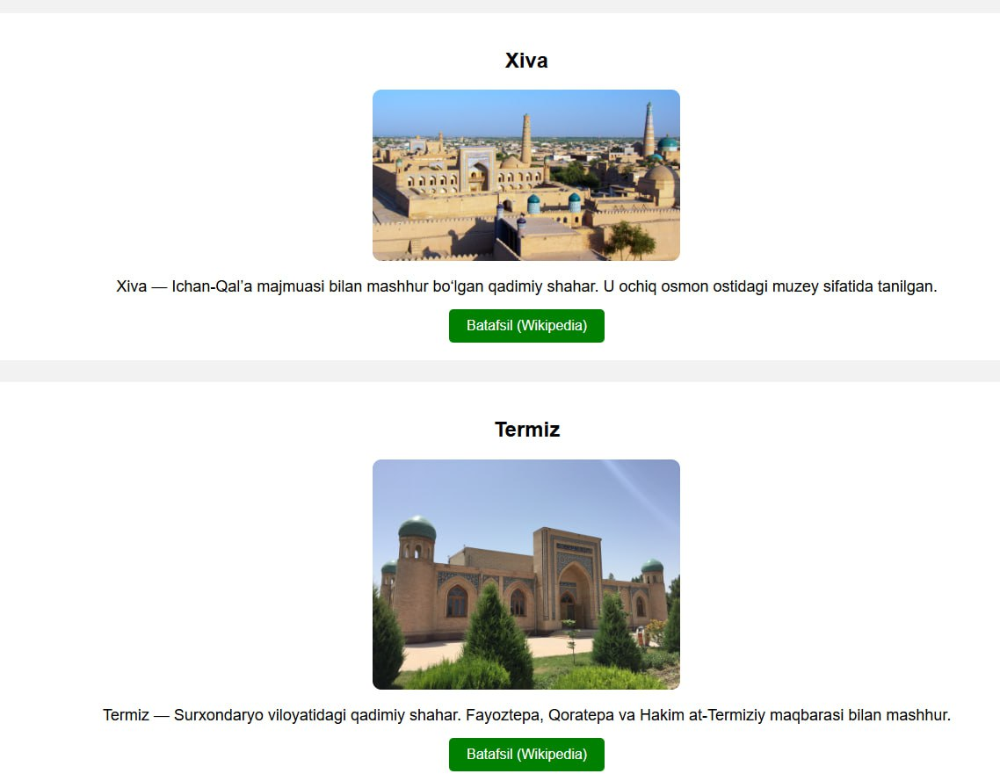 Xiva
Xiva — Ichan-Qal’a majmuasi bilan mashhur bo‘lgan qadimiy shahar. U ochiq osmon ostidagi muzey sifatida tanilgan.
Batafsil (Wikipedia)
Termiz
Termiz — Surxondaryo viloyatidagi qadimiy shahar. Fayoztepa, Qoratepa va Hakim at-Termiziy maqbarasi bilan mashhur.
Batafsil (Wikipedia)